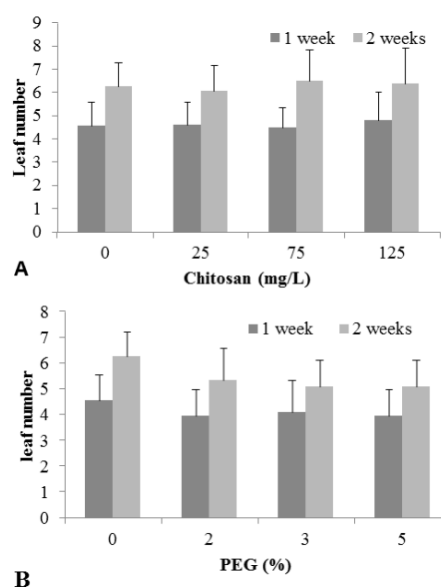 9
8
7
6
5
4
3
2
1
0
Leaf number
1 week 2 weeks
0 25 75 125
A
Chitosan (mg/L)
8
7
6
5
4
3
2
1
0
leaf number
1 week 2 weeks
0 2 3 5
B
PEG (%)